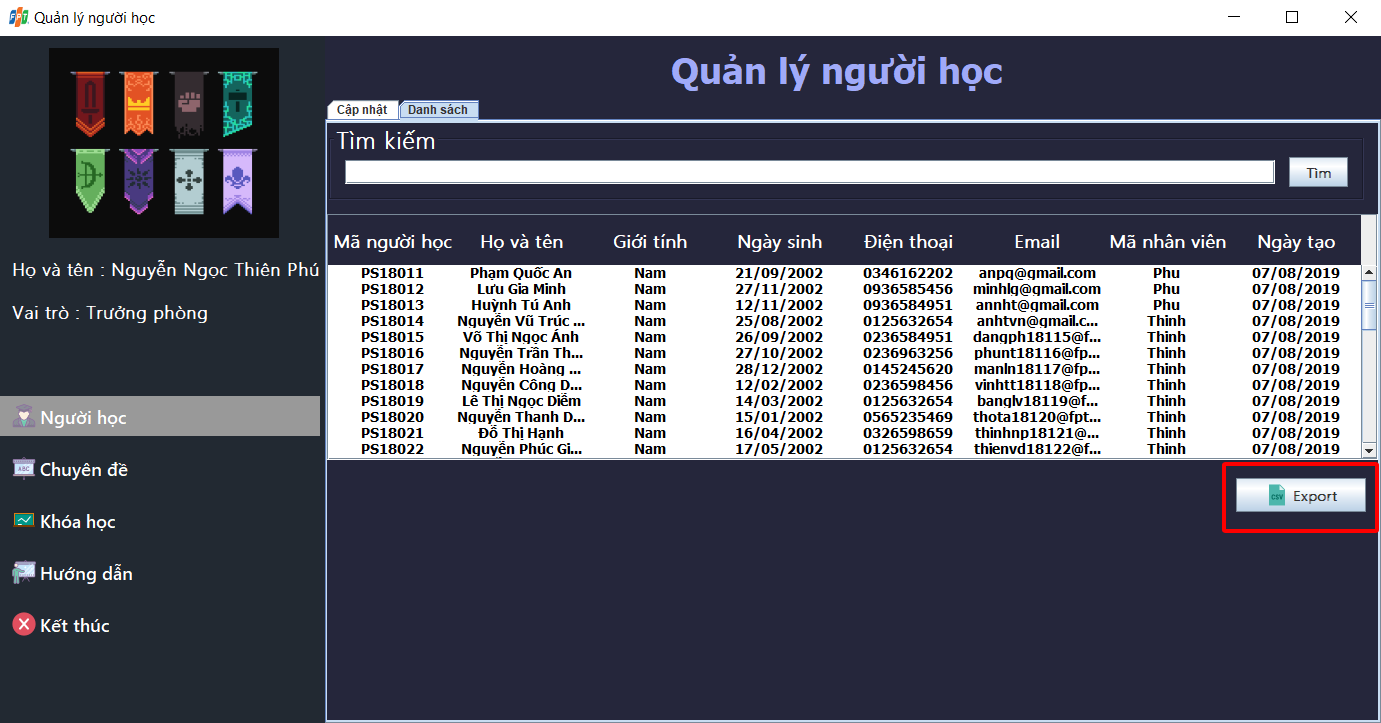 FPT Quản lý người học
Quản lý người học
Cập nhật Danh sách
Tìm kiếm
Tìm
Họ và tên : Nguyễn Ngọc Thiên Phú
Vai trò : Trưởng phòng
Người học
ABC Chuyên đề
Khóa học
Hướng dẫn
Kết thúc
Mã người học Họ và tên Giới tính Ngày sinh Điện thoại Email Mã nhân viên Ngày tạo
PS18011 Phạm Quốc An Nam 21/09/2002 0346162202 anpq@gmail.com Phu 07/08/2019
PS18012 Lưu Gia Minh Nam 27/11/2002 0936585456 minhlg@gmail.com Phu 07/08/2019
PS18013 Huỳnh Tú Anh Nam 12/11/2002 0936584951 annht@gmail.com Phu 07/08/2019
PS18014 Nguyễn Vũ Trúc ... Nam 25/08/2002 0125632654 anhtvn@gmail.c... Thinh 07/08/2019
PS18015 Võ Thị Ngọc Ánh Nam 26/09/2002 0236584951 dangph18115@f... Thinh 07/08/2019
PS18016 Nguyễn Trần Th... Nam 27/10/2002 0236963256 phunt18116@fp... Thinh 07/08/2019
PS18017 Nguyễn Hoàng ... Nam 28/12/2002 0145245620 manln18117@fp... Thinh 07/08/2019
PS18018 Nguyễn Công D... Nam 12/02/2002 0236598456 vinhtt18118@fp... Thinh 07/08/2019
PS18019 Lê Thị Ngọc Diễm Nam 14/03/2002 0125632654 banglv18119@f... Thinh 07/08/2019
PS18020 Nguyễn Thanh D... Nam 15/01/2002 0565235469 thota18120@fpt... Thinh 07/08/2019
PS18021 Đỗ Thị Hạnh Nam 16/04/2002 0326598659 thinhnp18121@... Thinh 07/08/2019
PS18022 Nguyễn Phúc Gi... Nam 17/05/2002 0125632654 thienvd18122@f... Thinh 07/08/2019
CSV Export